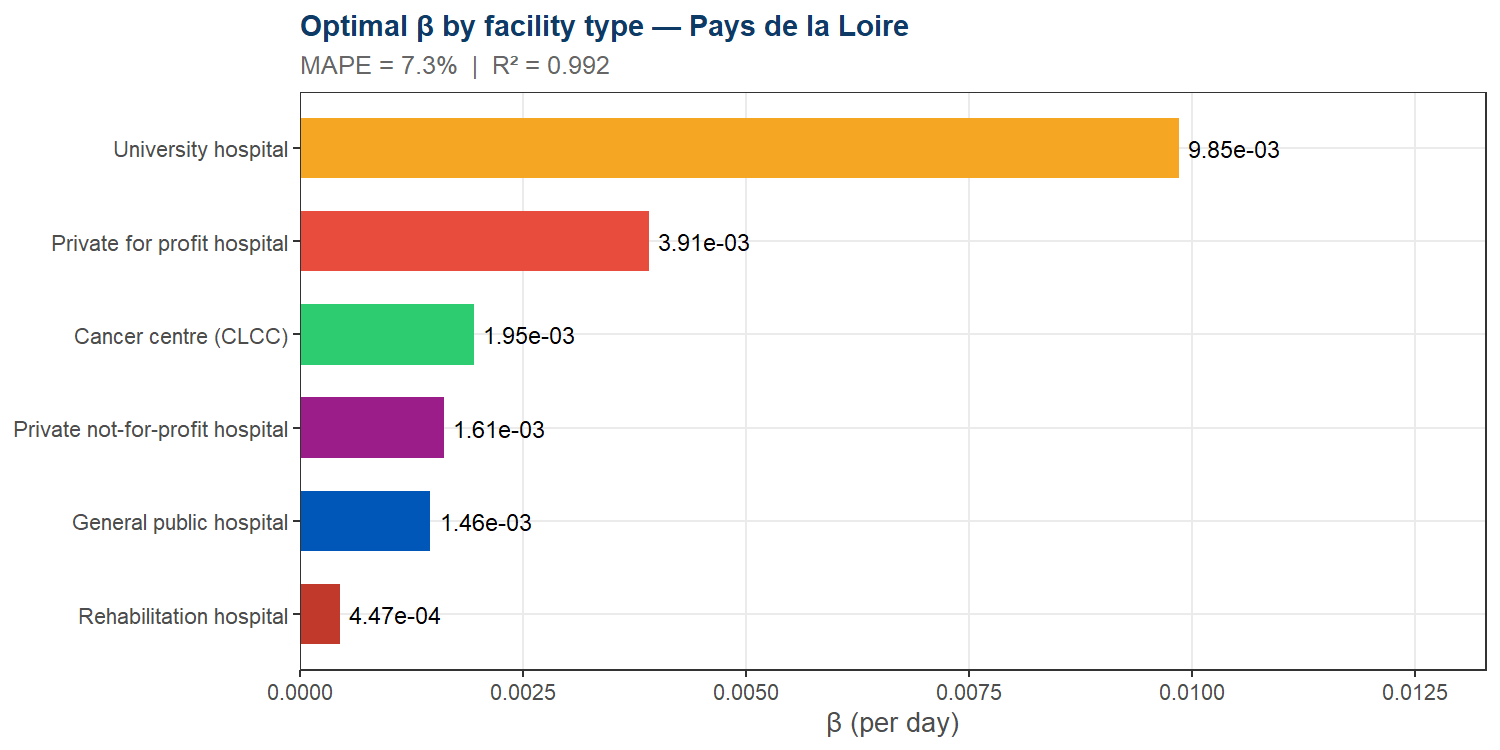 Optimal β by facility type — Pays de la Loire
MAPE = 7.3% | R² = 0.992
University hospital 9.85e-03
Private for profit hospital 3.91e-03
Cancer centre (CLCC) 1.95e-03
Private not-for-profit hospital 1.61e-03
General public hospital 1.46e-03
Rehabilitation hospital 4.47e-04
0.0000 0.0025 0.0050 0.0075 0.0100 0.0125
β (per day)